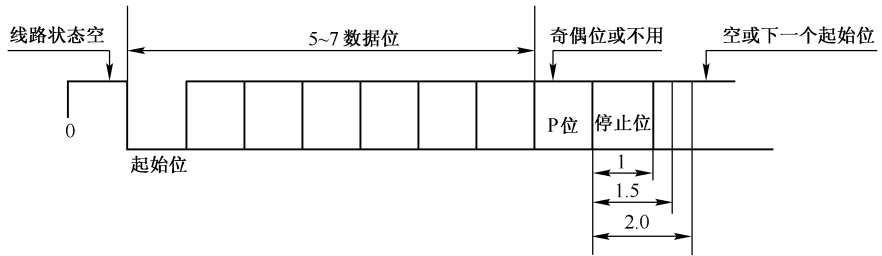 线路状态空
5~7数据位
奇偶位或不用
空或下一个起始位
0
起始位
P位
停止位
1
1.5
2.0